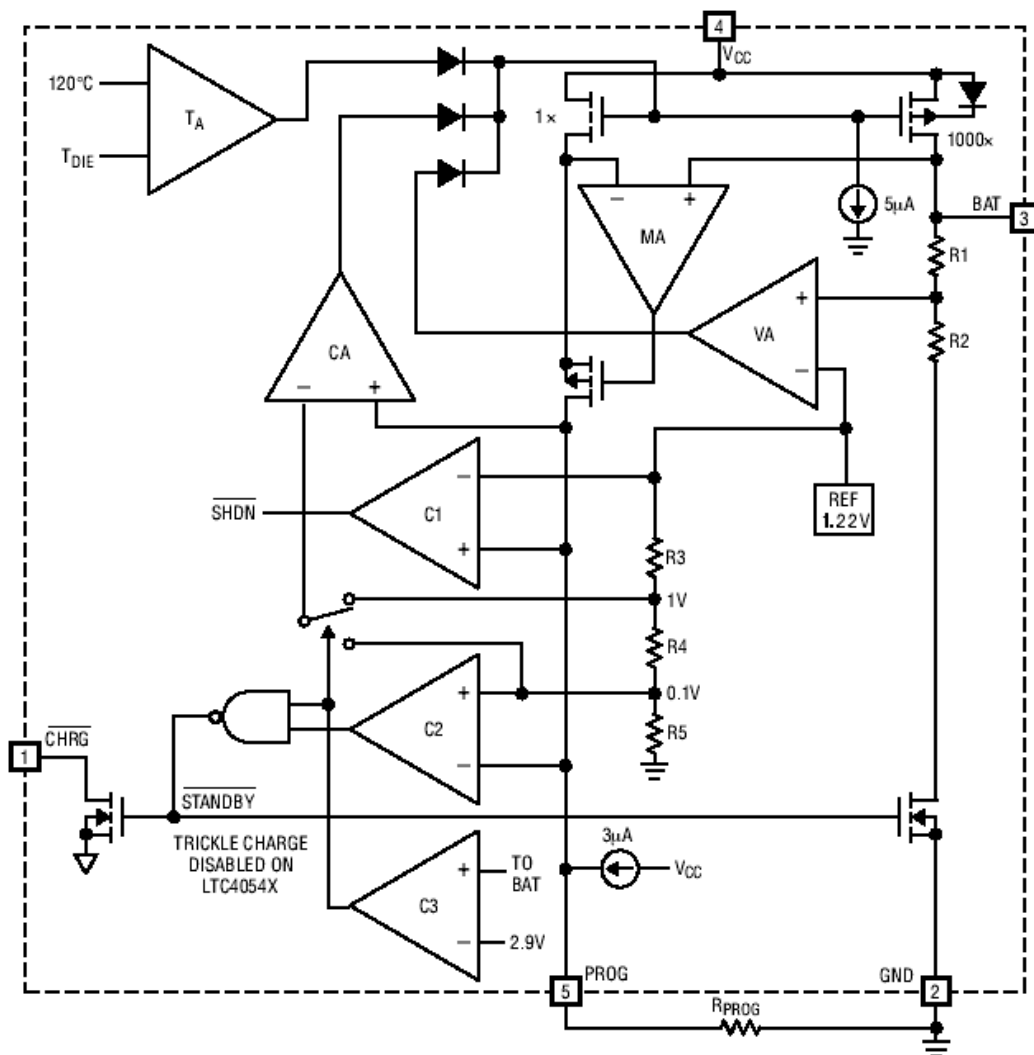 4
VCC
120°C
TA
TDIE
1×
1000×
− +
MA
5µA
BAT
3
R1
+
VA
−
R2
CA
− +
REF
1.22V
SHDN
C1
−
+
R3
1V
R4
0.1V
R5
+
C2
−
CHRG
1
STANDBY
TRICKLE CHARGE
DISABLED ON
LTC4054X
3µA
VCC
+
C3
−
TO
BAT
2.9V
PROG
5
GND
2
RPROG